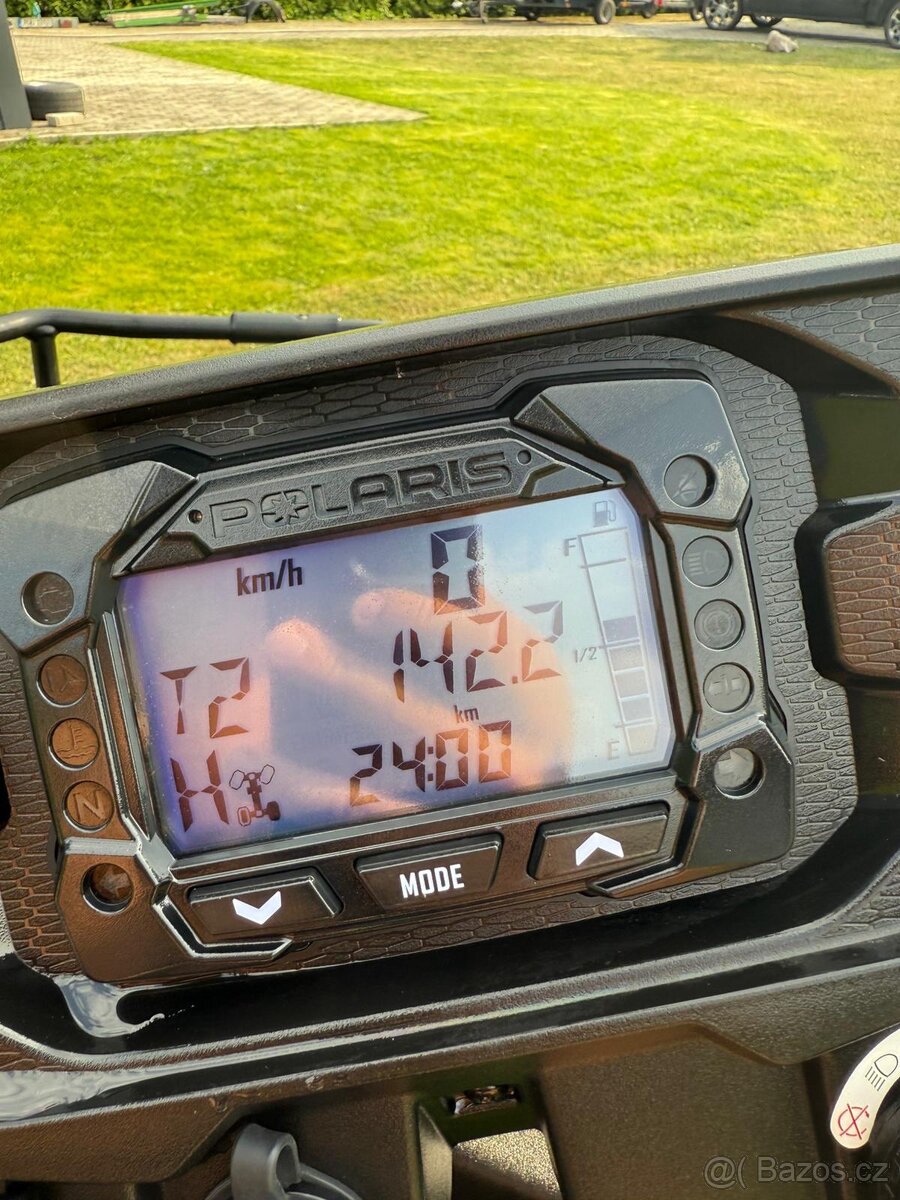 POLARIS
km/h
0
F
142.2
T2
1/2
km
H
24:00
E
N
MODE
@( Bazos.cz